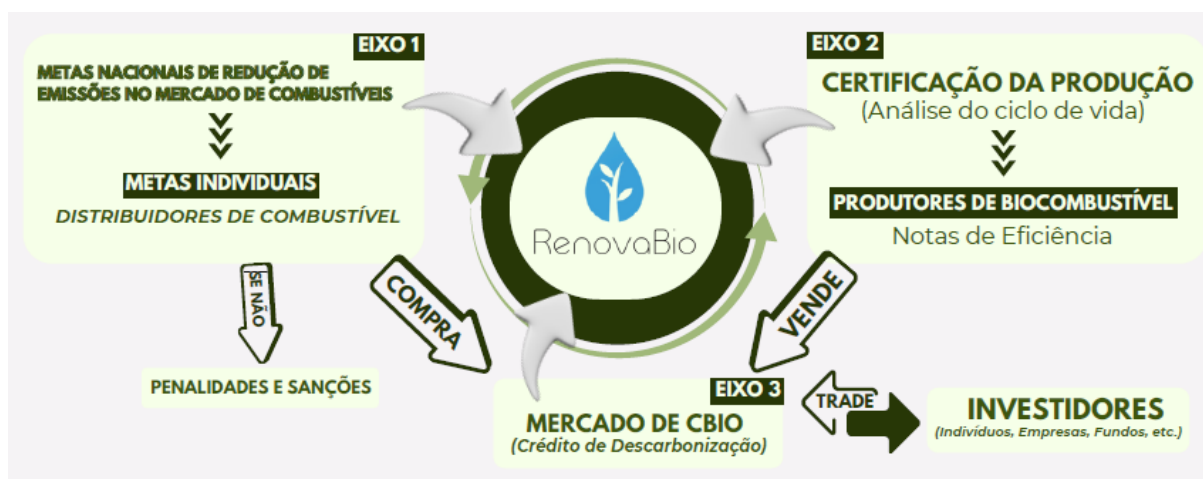 EIXO 1
METAS NACIONAIS DE REDUÇÃO DE
EMISSÕES NO MERCADO DE COMBUSTÍVEIS
METAS INDIVIDUAIS
DISTRIBUIDORES DE COMBUSTÍVEL
SE NÃO
PENALIDADES E SANÇÕES
COMPRA
RenovaBio
EIXO 2
CERTIFICAÇÃO DA PRODUÇÃO
(Análise do ciclo de vida)
PRODUTORES DE BIOCOMBUSTÍVEL
Notas de Eficiência
VENDE
EIXO 3
MERCADO DE CBIO
(Crédito de Descarbonização)
TRADE
INVESTIDORES
(Indivíduos, Empresas, Fundos, etc.)